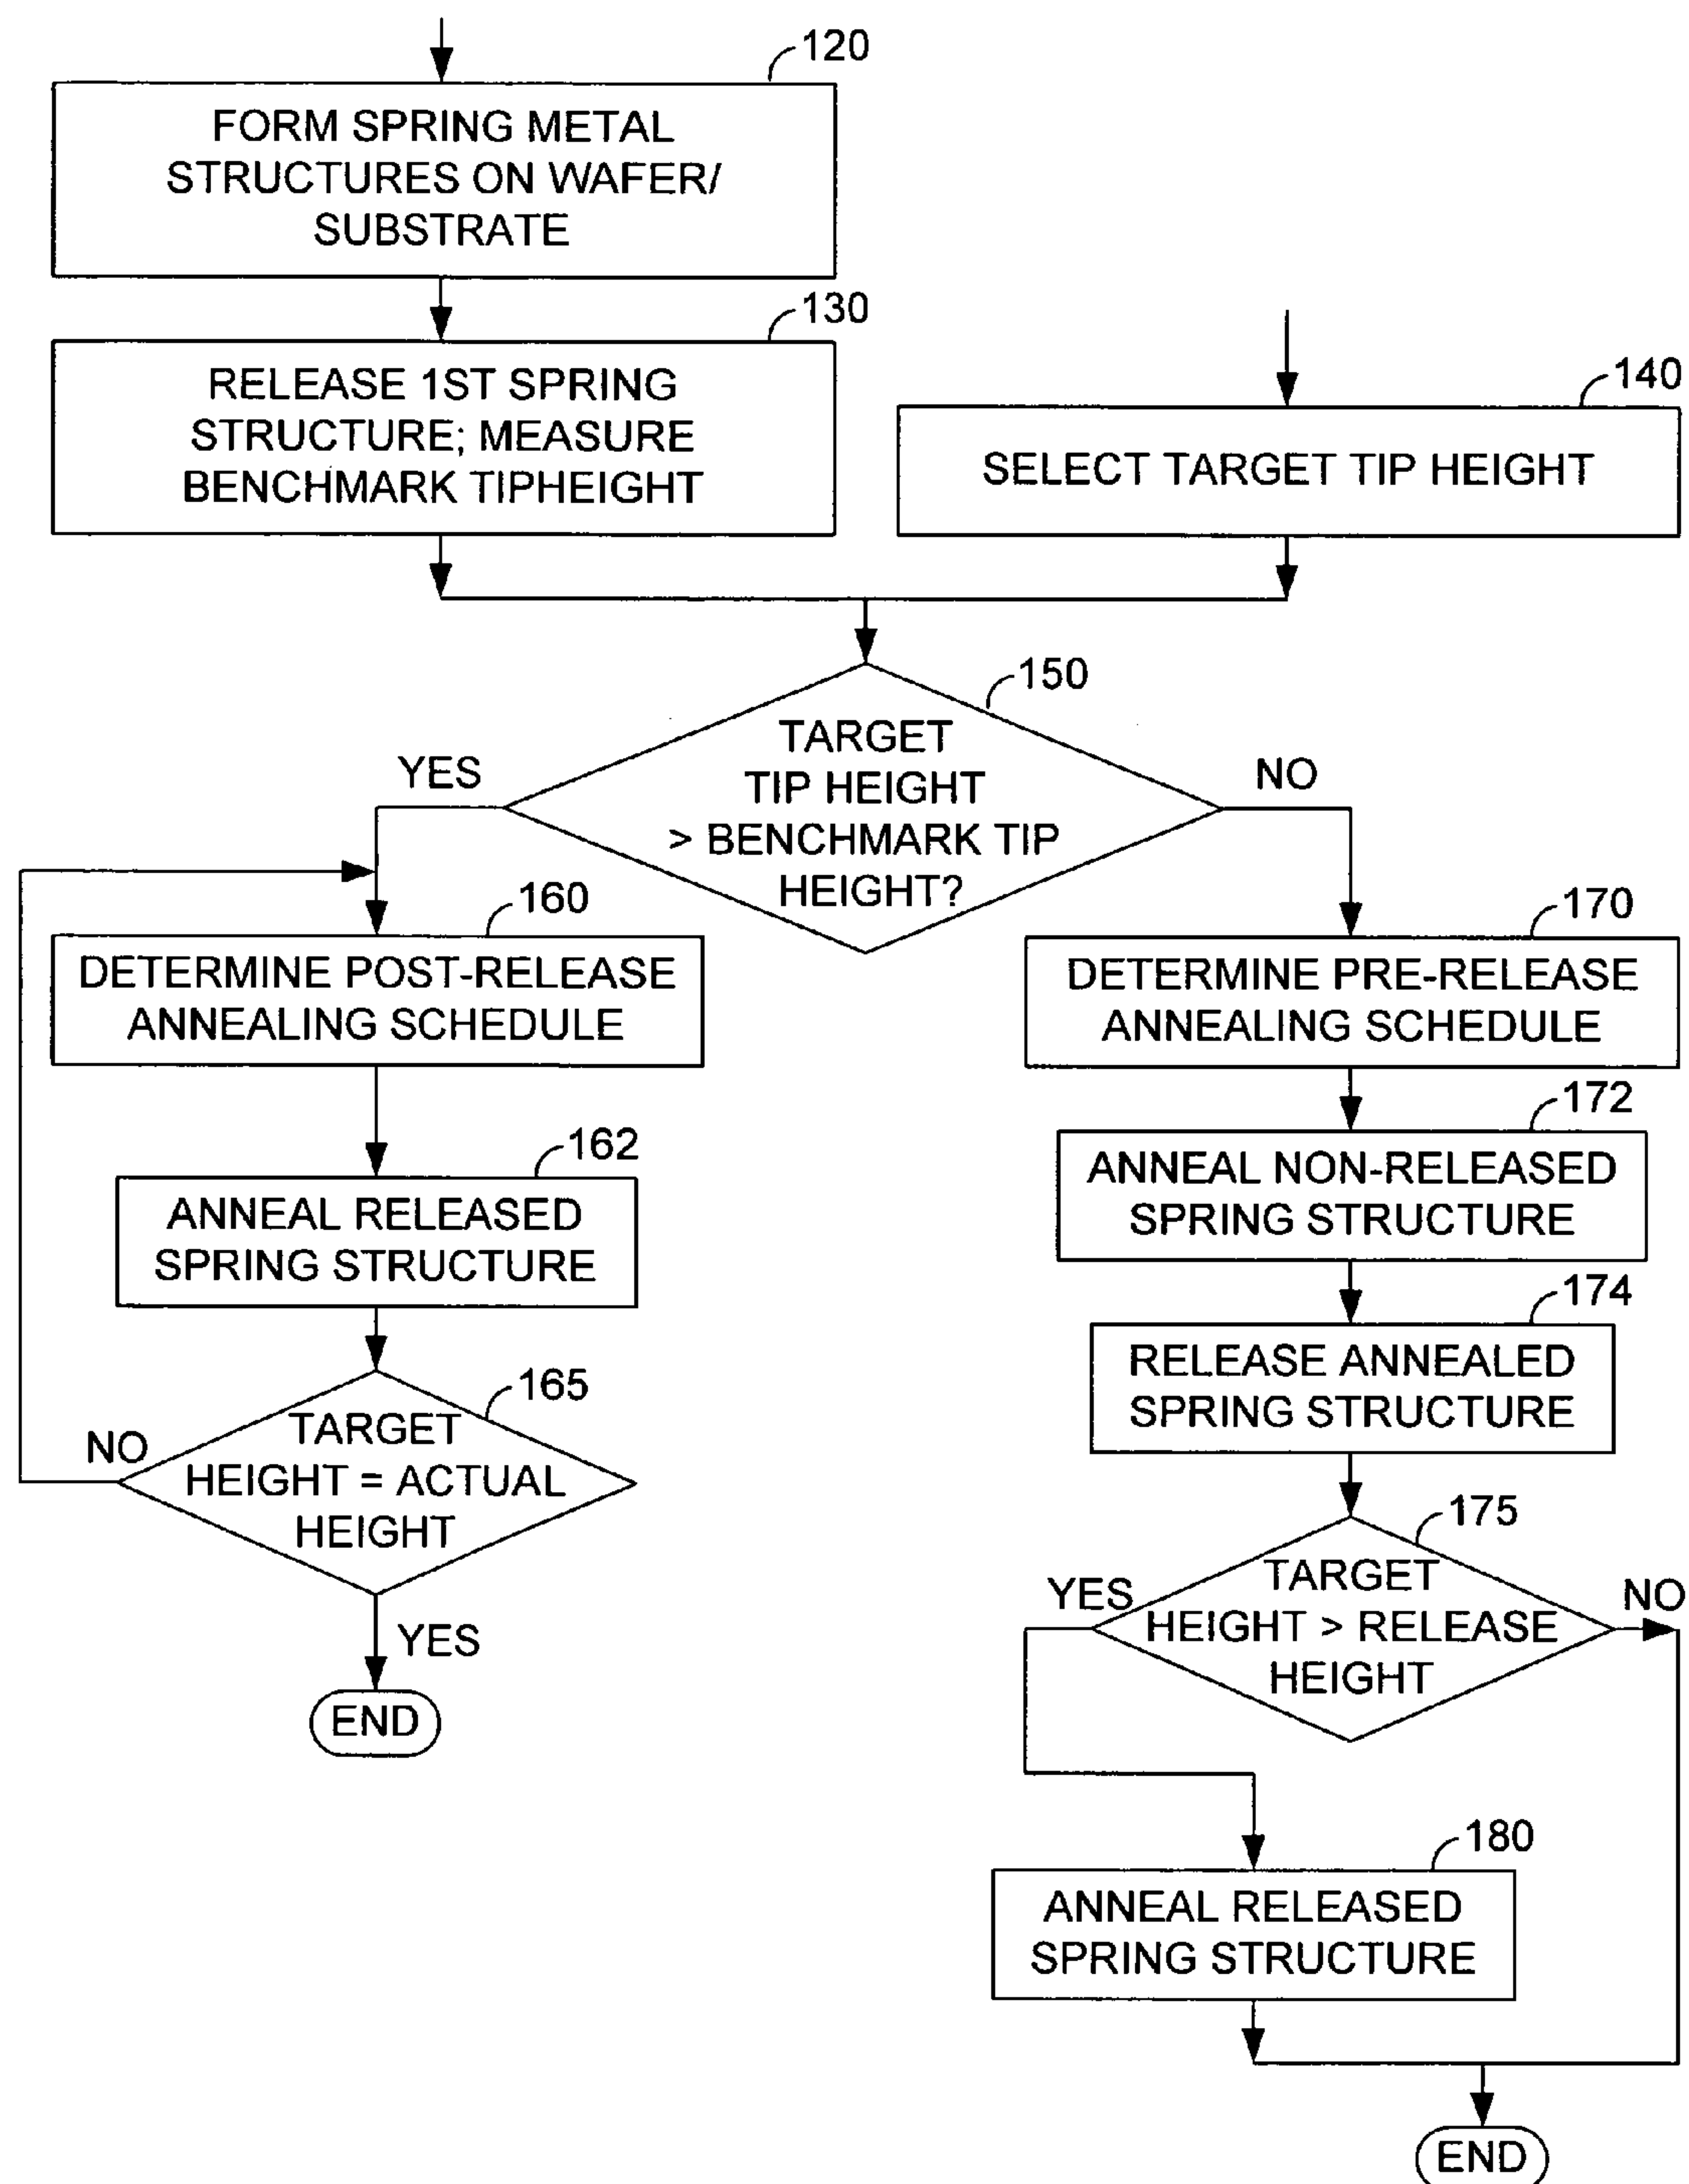 120
FORM SPRING METAL
STRUCTURES ON WAFER/
SUBSTRATE
130
RELEASE 1ST SPRING
STRUCTURE; MEASURE
BENCHMARK TIPHEIGHT
140
SELECT TARGET TIP HEIGHT
150
TARGET
TIP HEIGHT
> BENCHMARK TIP
HEIGHT?
YES
NO
160
DETERMINE POST-RELEASE
ANNEALING SCHEDULE
162
ANNEAL RELEASED
SPRING STRUCTURE
165
TARGET
HEIGHT = ACTUAL
HEIGHT
NO
YES
END
170
DETERMINE PRE-RELEASE
ANNEALING SCHEDULE
172
ANNEAL NON-RELEASED
SPRING STRUCTURE
174
RELEASE ANNEALED
SPRING STRUCTURE
175
TARGET
HEIGHT > RELEASE
HEIGHT
YES
NO
180
ANNEAL RELEASED
SPRING STRUCTURE
END